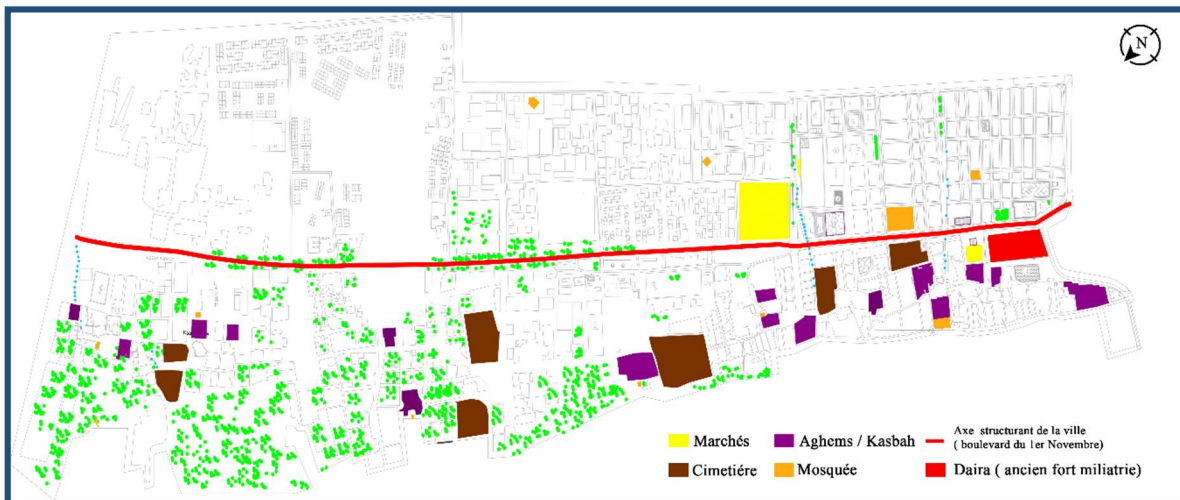 N
Marchés
Aghems / Kasbah
Axe structurant de la ville
( boulevard du 1er Novembre)
Cimetiére
Mosquée
Daira ( ancien fort miliatrie)